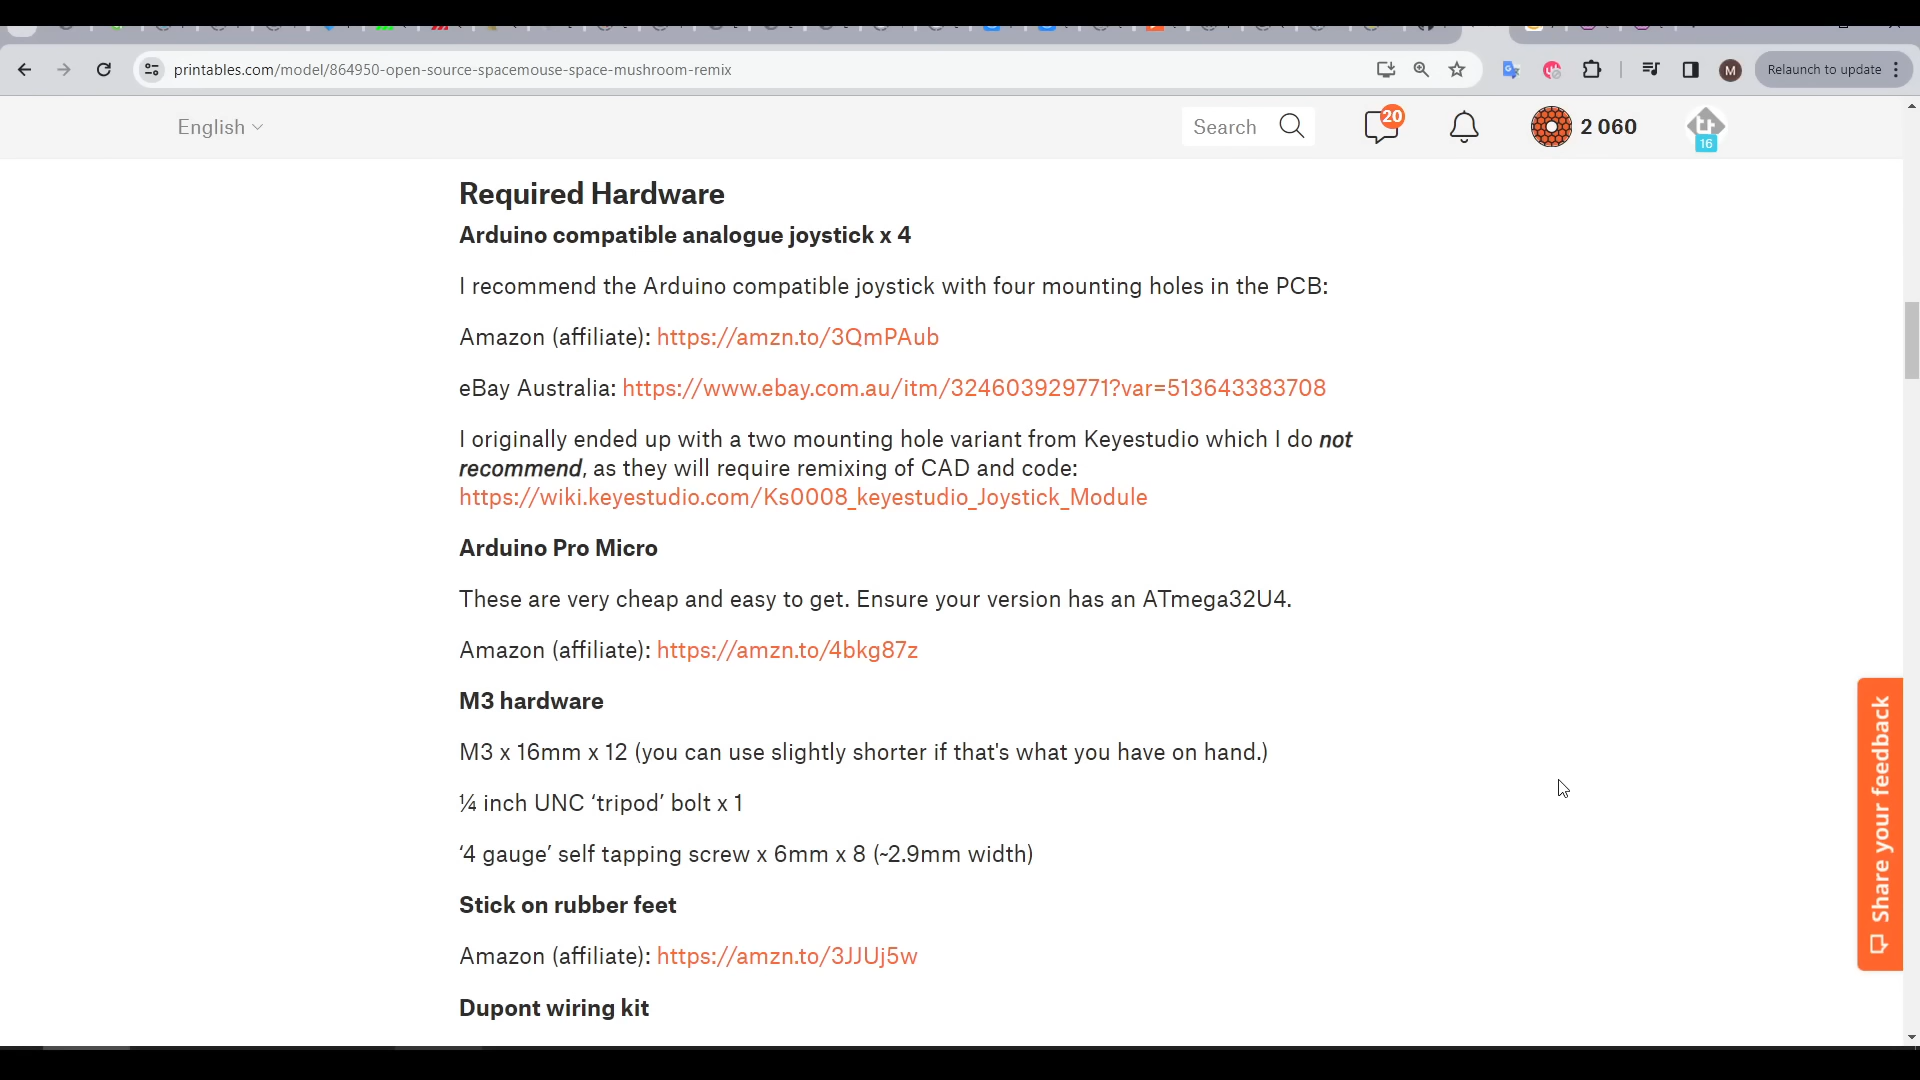 printables.com/model/864950-open-source-spacemouse-space-mushroom-remix
M
Relaunch to update
English
Search
20
2 060
16
Required Hardware
Arduino compatible analogue joystick x 4
I recommend the Arduino compatible joystick with four mounting holes in the PCB:
Amazon (affiliate): https://amzn.to/3QmPAub
eBay Australia: https://www.ebay.com.au/itm/324603929771?var=513643383708
I originally ended up with a two mounting hole variant from Keyestudio which I do not
recommend, as they will require remixing of CAD and code:
https://wiki.keyestudio.com/Ks0008_keyestudio_Joystick_Module
Arduino Pro Micro
These are very cheap and easy to get. Ensure your version has an ATmega32U4.
Amazon (affiliate): https://amzn.to/4bkg87z
M3 hardware
M3 x 16mm x 12 (you can use slightly shorter if that's what you have on hand.)
¼ inch UNC ‘tripod’ bolt x 1
‘4 gauge’ self tapping screw x 6mm x 8 (~2.9mm width)
Stick on rubber feet
Amazon (affiliate): https://amzn.to/3JJUj5w
Dupont wiring kit
Share your feedback